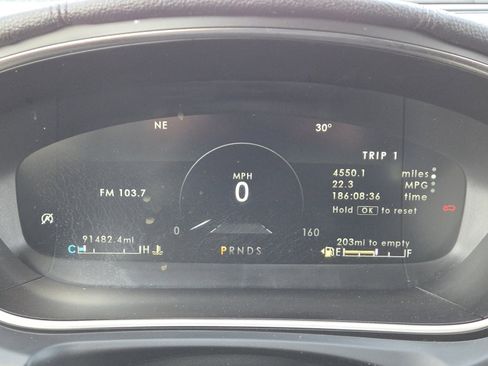 NE 30°
TRIP 1
MPH 4550.1 miles
FM 103.7 0 22.3 MPG
186:08:36 time
Hold OK to reset
0 160
91482.4mi PRNDS 203mi to empty
C H E F